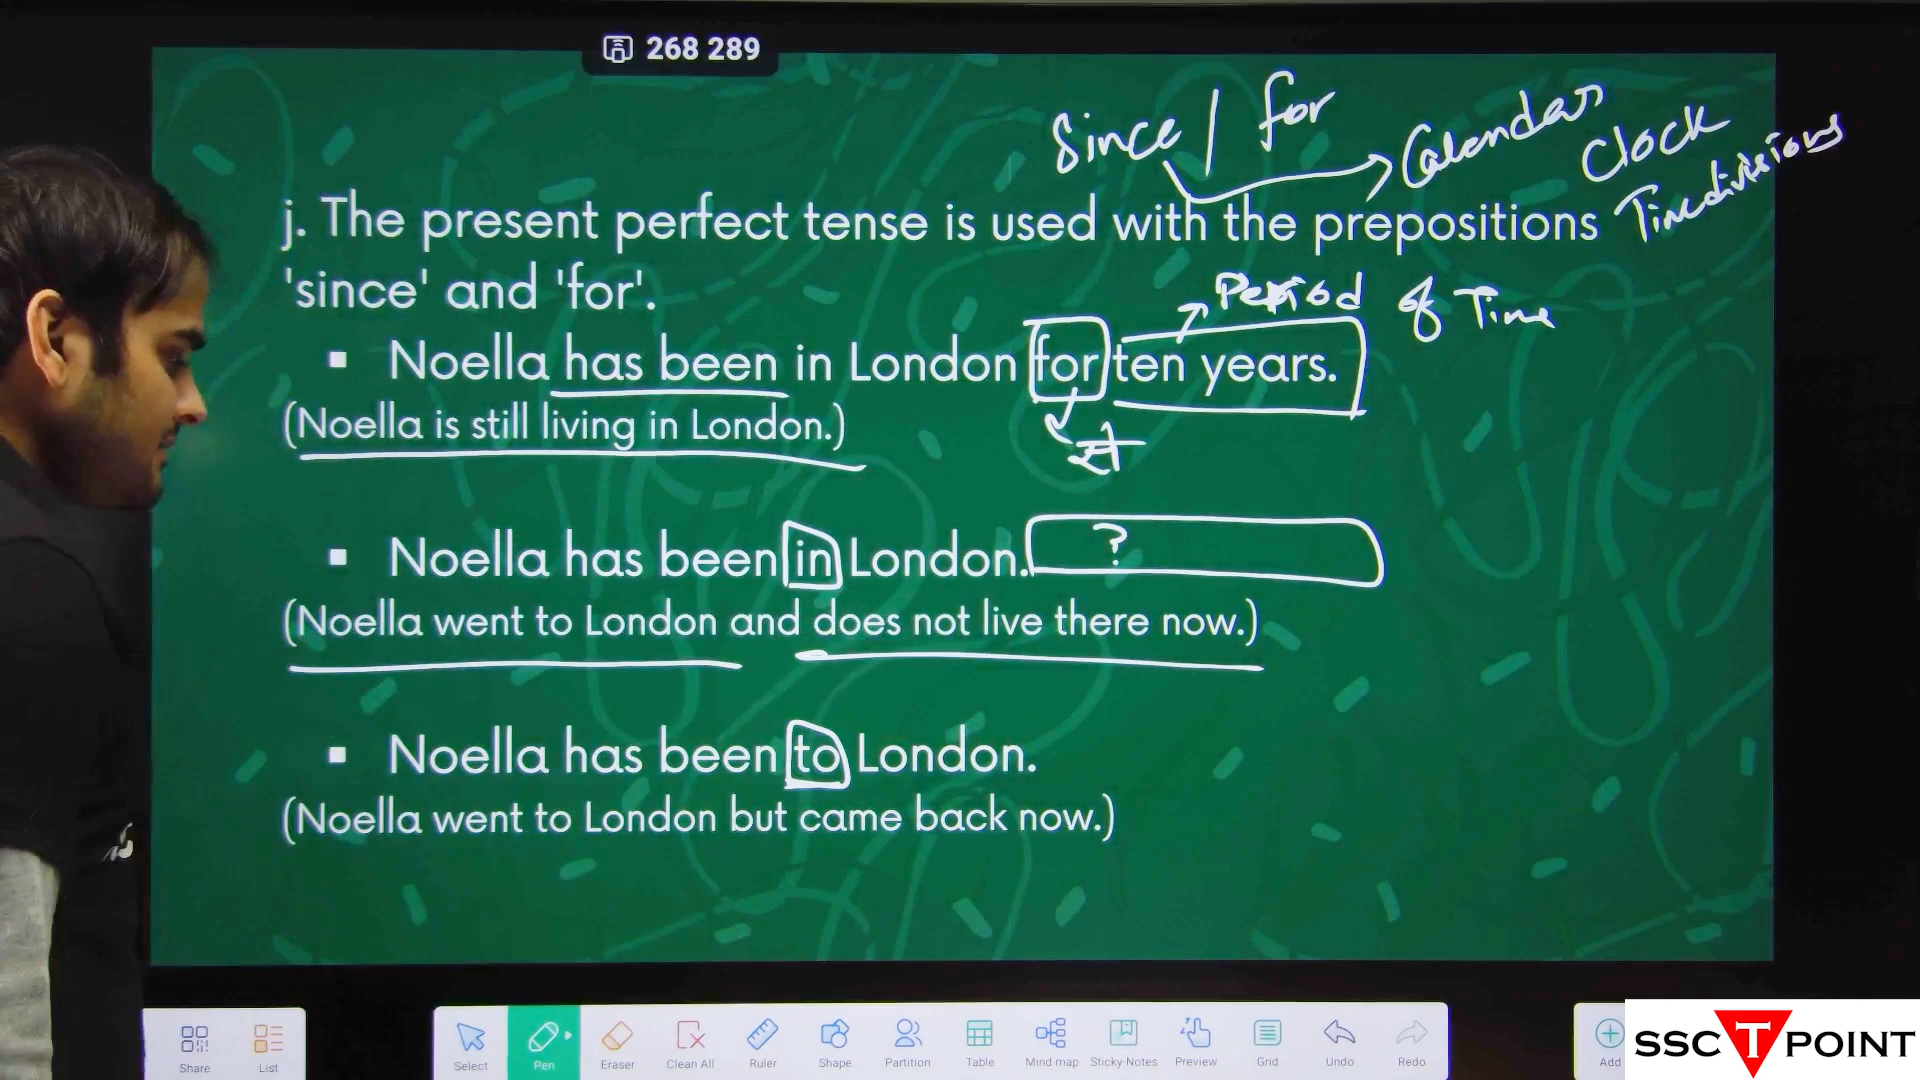 268 289
Since / for
Calendar
Clock
Time divisions
j. The present perfect tense is used with the prepositions
'since' and 'for'.
Period of Time
▪ Noella has been in London for ten years.
(Noella is still living in London.)
से
▪ Noella has been in London. ?
(Noella went to London and does not live there now.)
▪ Noella has been to London.
(Noella went to London but came back now.)
Share List Select Pen Eraser Clean All Ruler Shape Partition Table Mind map Sticky-Notes Preview Grid Undo Redo Add
SSC T POINT